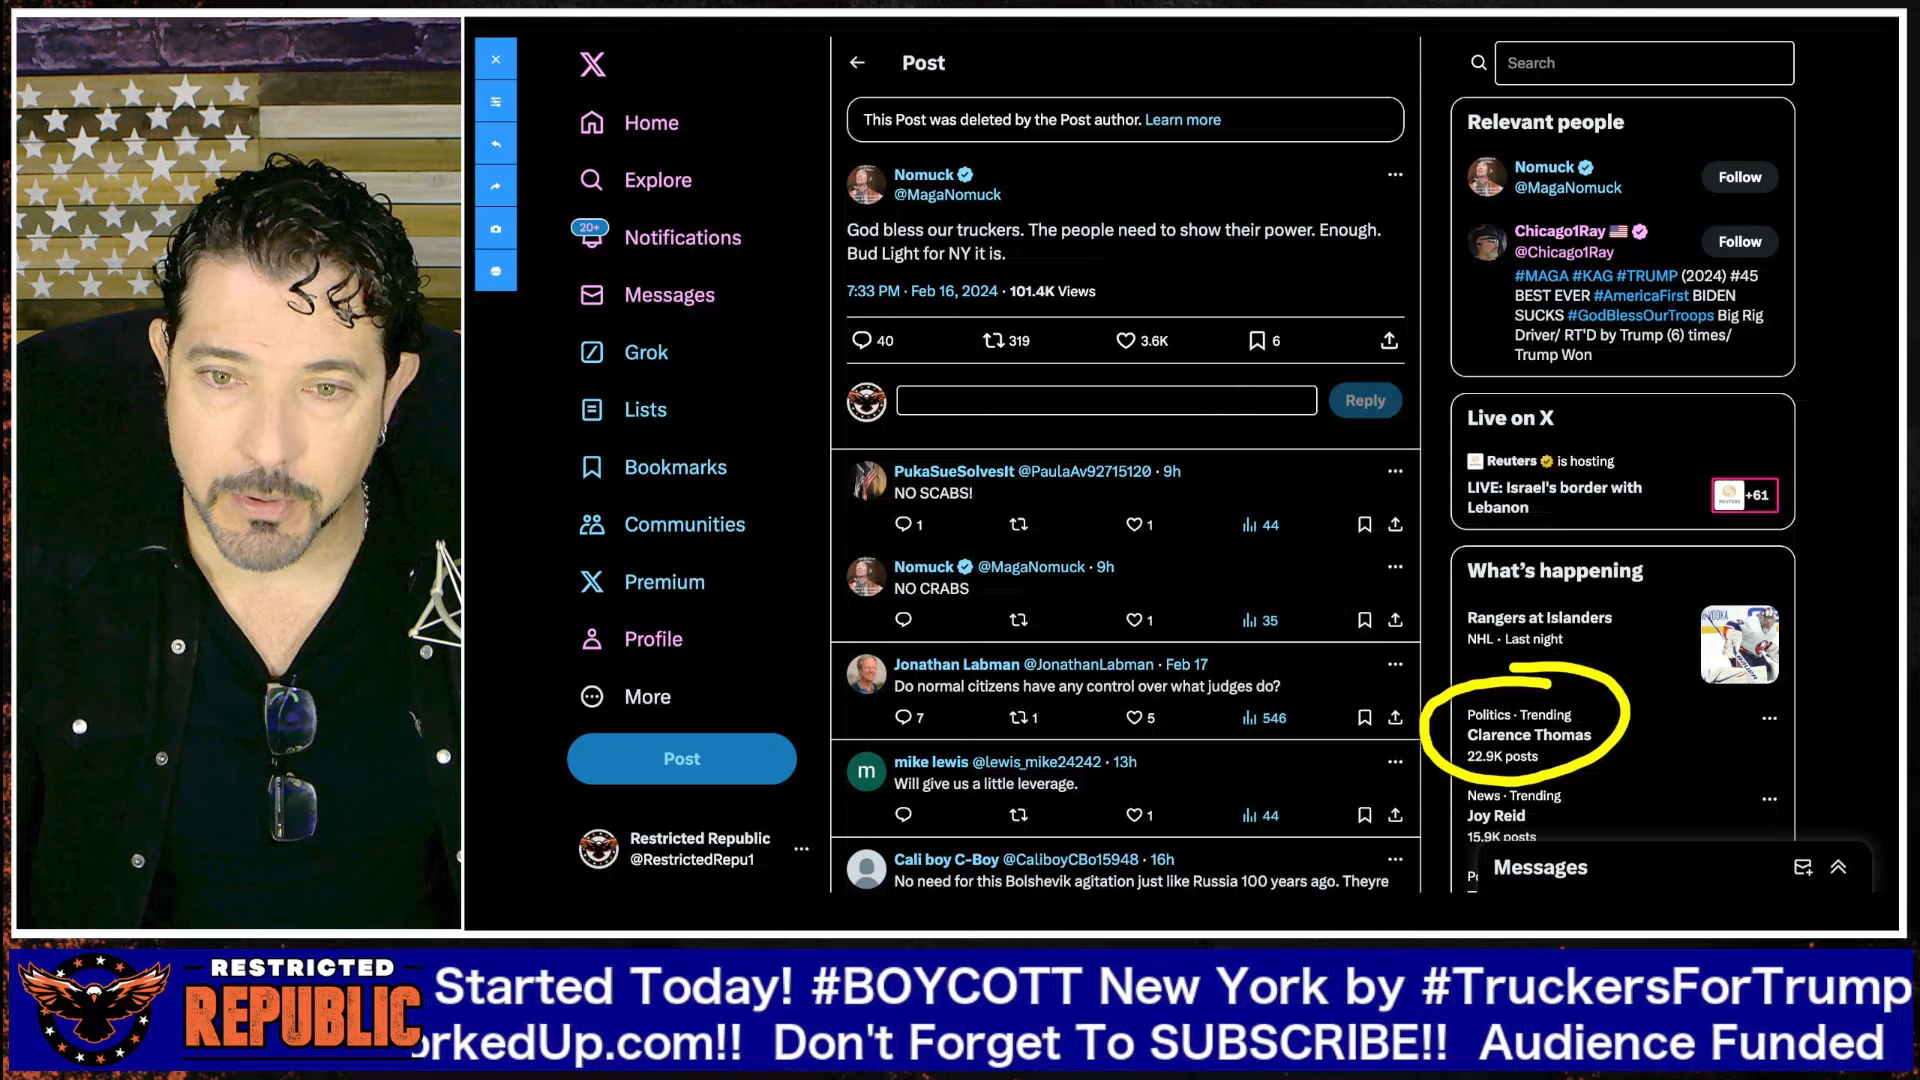 X
Home
Explore
20+
Notifications
Messages
Grok
Lists
Bookmarks
Communities
Premium
Profile
More
Post
Restricted Republic
@RestrictedRepu1
Post
This Post was deleted by the Post author. Learn more
Nomuck
@MagaNomuck
God bless our truckers. The people need to show their power. Enough.
Bud Light for NY it is.
7:33 PM · Feb 16, 2024 · 101.4K Views
40 319 3.6K 6
Reply
PukaSueSolvesIt @PaulaAv92715120 · 9h
NO SCABS!
1 1 44
Nomuck @MagaNomuck · 9h
NO CRABS
1 35
Jonathan Labman @JonathanLabman · Feb 17
Do normal citizens have any control over what judges do?
7 1 5 546
m
mike lewis @lewis_mike24242 · 13h
Will give us a little leverage.
1 44
Cali boy C-Boy @CaliboyCBo15948 · 16h
No need for this Bolshevik agitation just like Russia 100 years ago. Theyre
Search
Relevant people
Nomuck
@MagaNomuck
Follow
Chicago1Ray
@Chicago1Ray
Follow
#MAGA #KAG #TRUMP (2024) #45
BEST EVER #AmericaFirst BIDEN
SUCKS #GodBlessOurTroops Big Rig
Driver/ RT'D by Trump (6) times/
Trump Won
Live on X
Reuters is hosting
LIVE: Israel's border with
Lebanon
REUTERS
+61
What's happening
Rangers at Islanders
NHL · Last night
VODKA
Politics · Trending
Clarence Thomas
22.9K posts
News · Trending
Joy Reid
15.9K posts
Messages
RESTRICTED
REPUBLIC
Started Today! #BOYCOTT New York by #TruckersForTrump
orkedUp.com!! Don't Forget To SUBSCRIBE!! Audience Funded